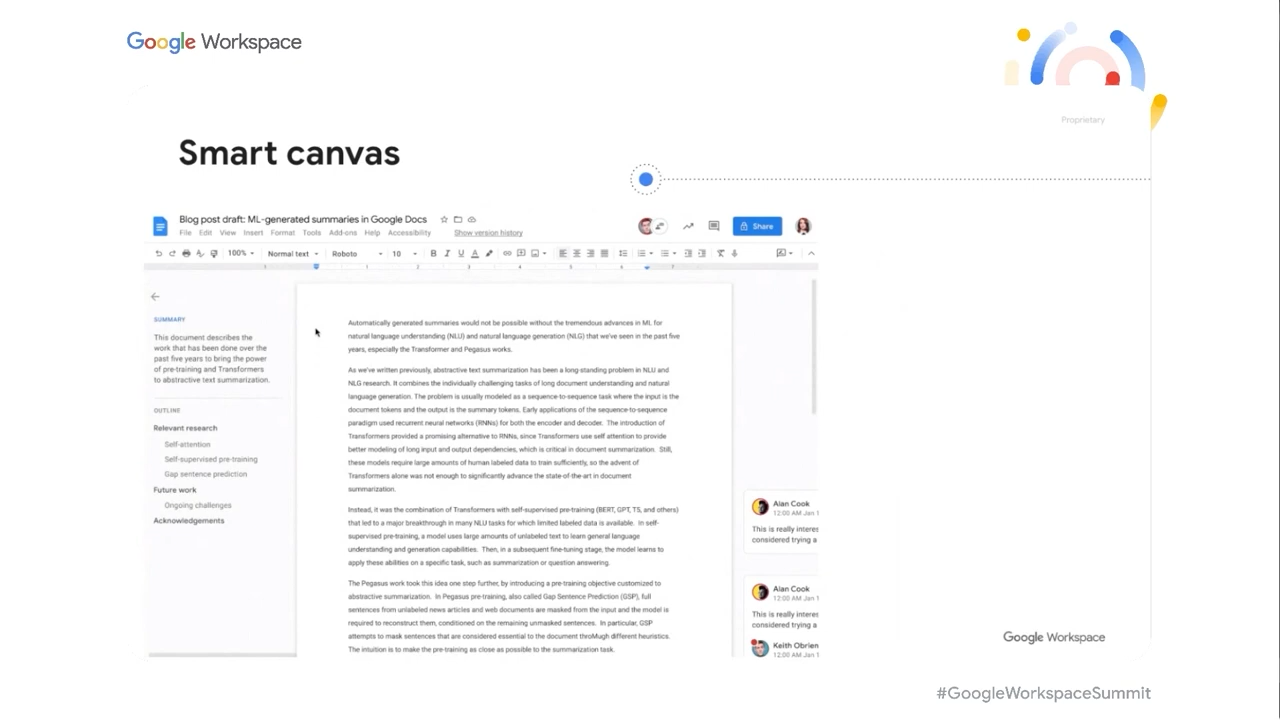 Google Workspace
Proprietary
Smart canvas
Blog post draft: ML-generated summaries in Google Docs
File Edit View Insert Format Tools Add-ons Help Accessibility Show version history
Share
100% Normal text Roboto 10 B I U A
1 1 2 3 4 5 6 7
SUMMARY
This document describes the
work that has been done over the
past five years to bring the power
of pre-training and Transformers
to abstractive text summarization.
OUTLINE
Relevant research
Self-attention
Self-supervised pre-training
Gap sentence prediction
Future work
Ongoing challenges
Acknowledgements
Automatically generated summaries would not be possible without the tremendous advances in ML for
natural language understanding (NLU) and natural language generation (NLG) that we've seen in the past five
years, especially the Transformer and Pegasus works.
As we've written previously, abstractive text summarization has been a long standing problem in NLU and
NLG research. It combines the individually challenging tasks of long document understanding and natural
language generation. The problem is usually modeled as a sequence-to-sequence task where the input is the
document tokens and the output is the summary tokens. Early applications of the sequence-to-sequence
paradigm used recurrent neural networks (RNNs) for both the encoder and decoder. The introduction of
Transformers provided a promising alternative to RNNs, since Transformers use self attention to provide
better modeling of long input and output dependencies, which is critical in document summarization. Still,
these models require large amounts of human labeled data to train sufficiently, so the advent of
Transformers alone was not enough to significantly advance the state-of-the-art in document
summarization.
Instead, it was the combination of Transformers with self-supervised pre-training (BERT, GPT, T5, and others)
that led to a major breakthrough in many NLU tasks for which limited labeled data is available. In self-
supervised pre-training, a model uses large amounts of unlabeled text to learn general language
understanding and generation capabilities. Then, in a subsequent fine-tuning stage, the model learns to
apply these abilities on a specific task, such as summarization or question answering.
The Pegasus work took this idea one step further, by introducing a pre-training objective customized to
abstractive summarization. In Pegasus pre-training, also called Gap Sentence Prediction (GSP), full
sentences from unlabeled news articles and web documents are masked from the input and the model is
required to reconstruct them, conditioned on the remaining unmasked sentences. In particular, GSP
attempts to mask sentences that are considered essential to the document throMugh different heuristics.
The intuition is to make the pre-training as close as possible to the summarization task.
Alan Cook
12:00 AM Jan 1
This is really interes
considered trying a
Alan Cook
12:00 AM Jan 1
This is really interes
considered trying a
Keith Obrien
12:00 AM Jan 1
Google Workspace
#GoogleWorkspaceSummit